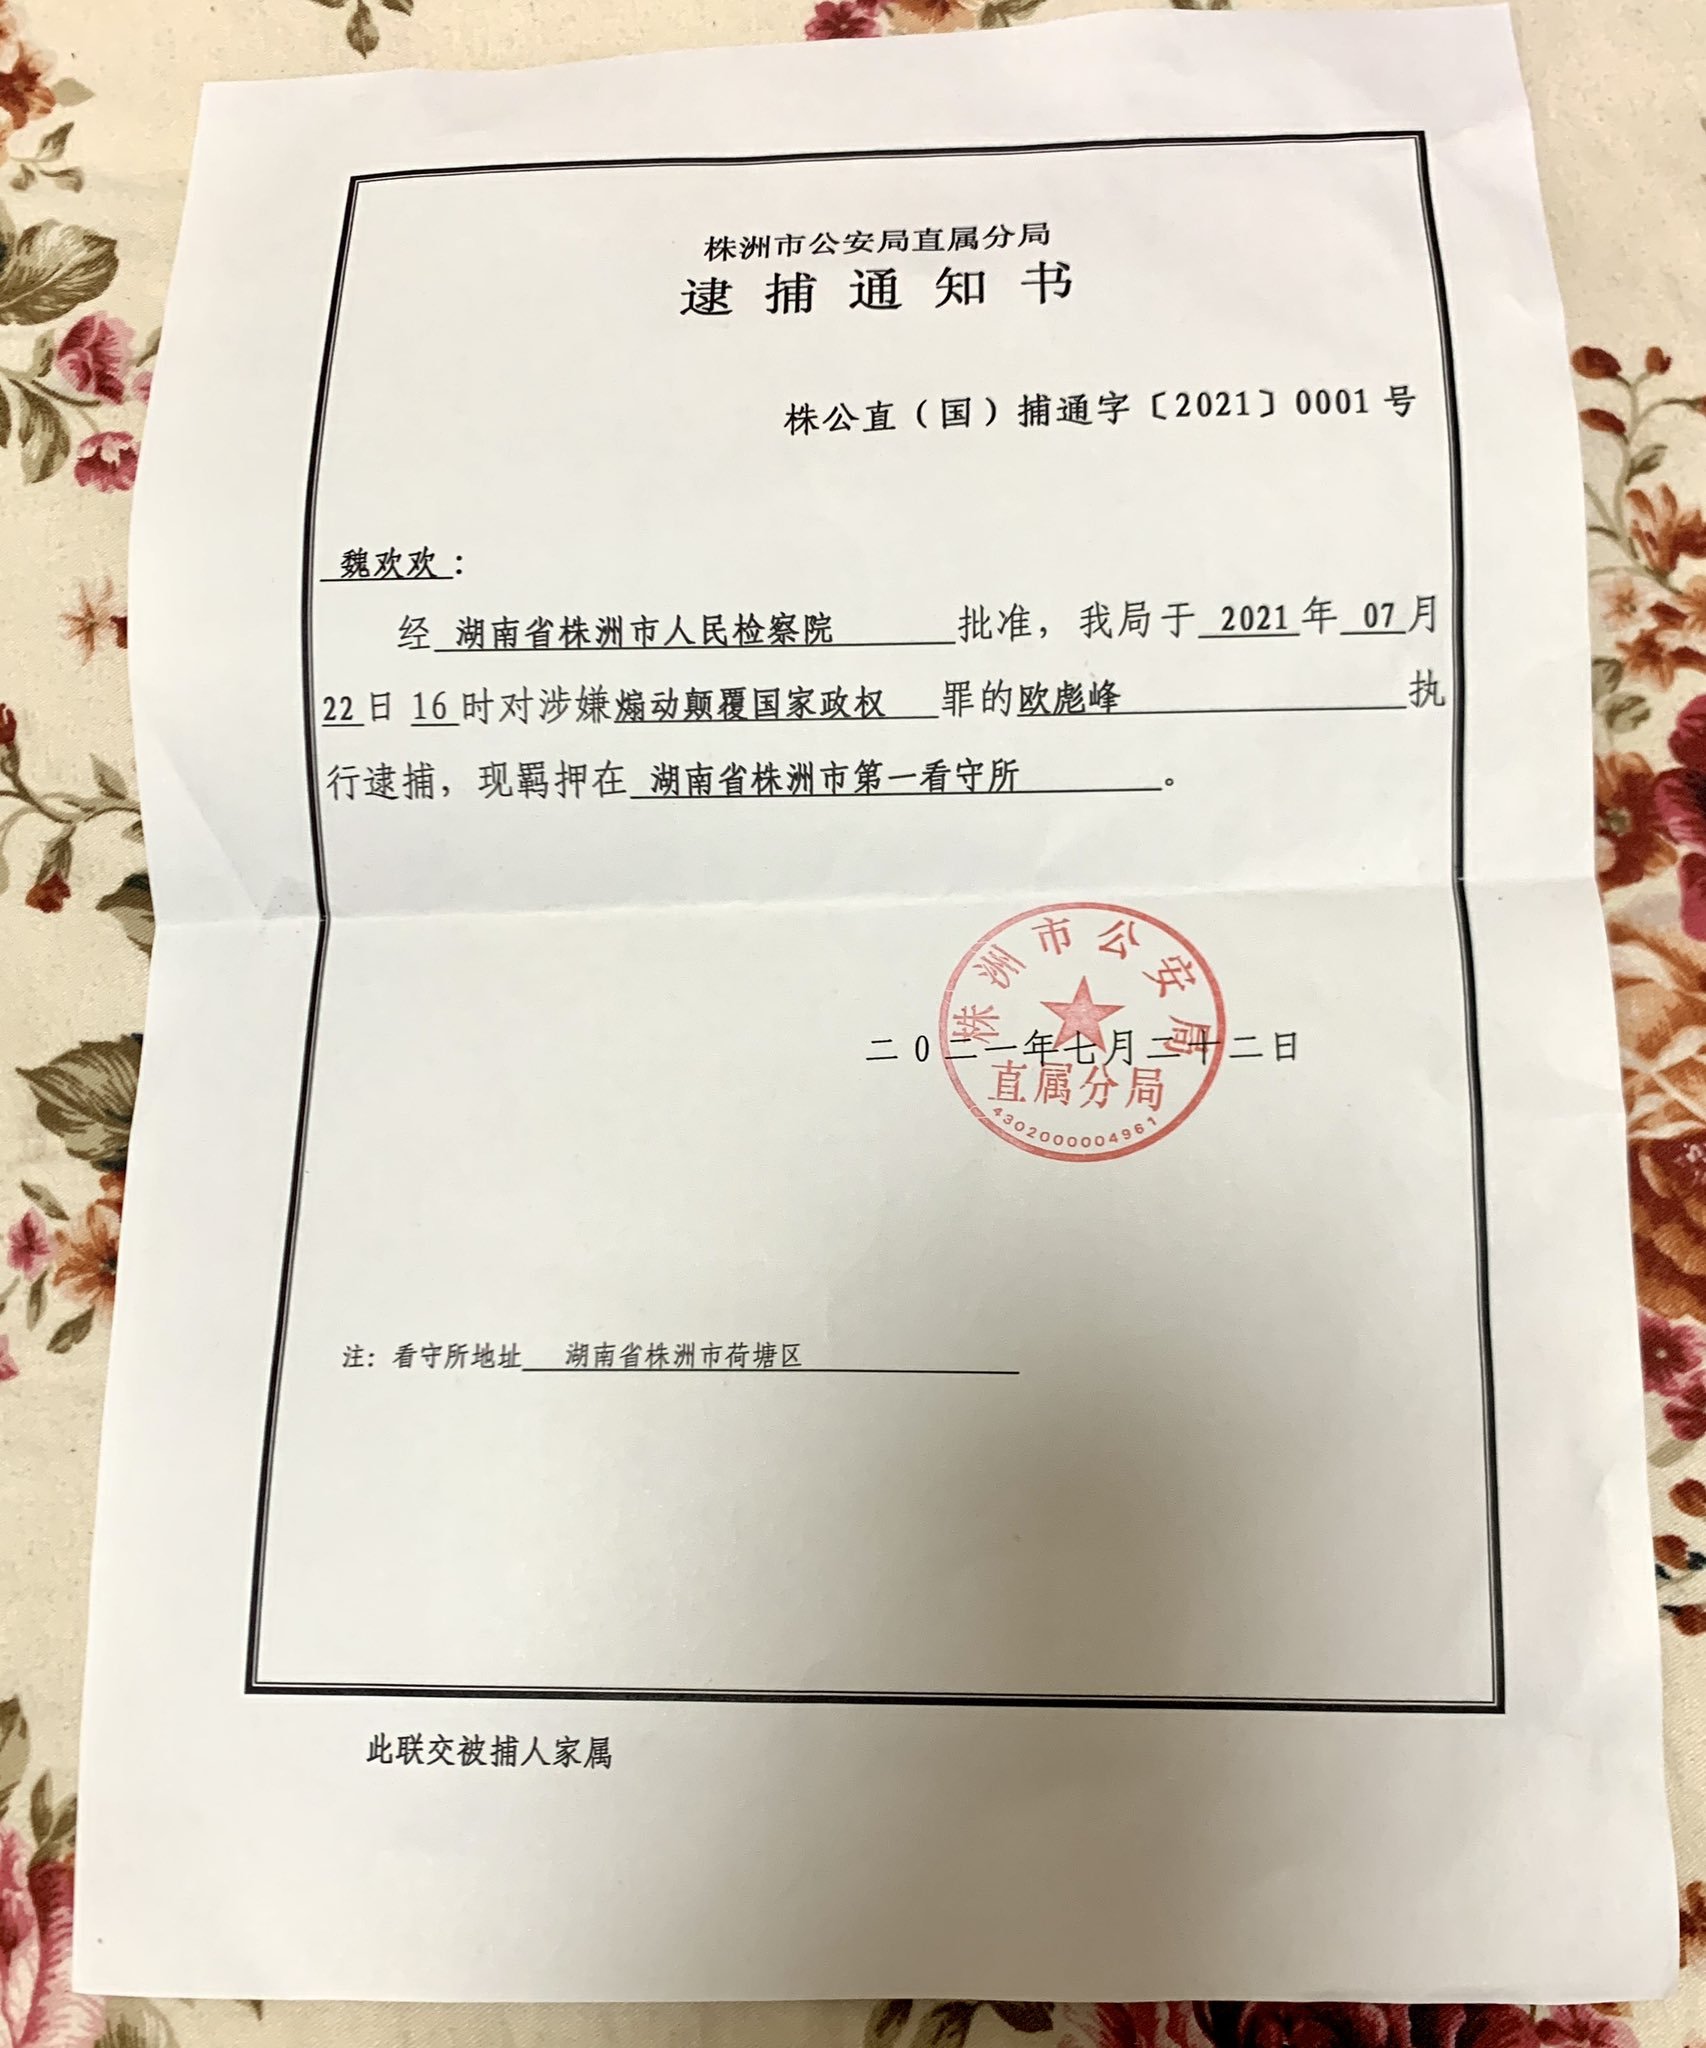 株洲市公安局直属分局
逮捕通知书
株公直（国）捕通字〔2021〕0001号
魏欢欢：
经 湖南省株洲市人民检察院 批准，我局于 2021 年 07 月
22 日 16 时对涉嫌煽动颠覆国家政权 罪的欧彪峰 执
行逮捕，现羁押在 湖南省株洲市第一看守所 。
株洲市公安局
二0二一年七月二十二日
直属分局
4302000004961
注：看守所地址 湖南省株洲市荷塘区
此联交被捕人家属